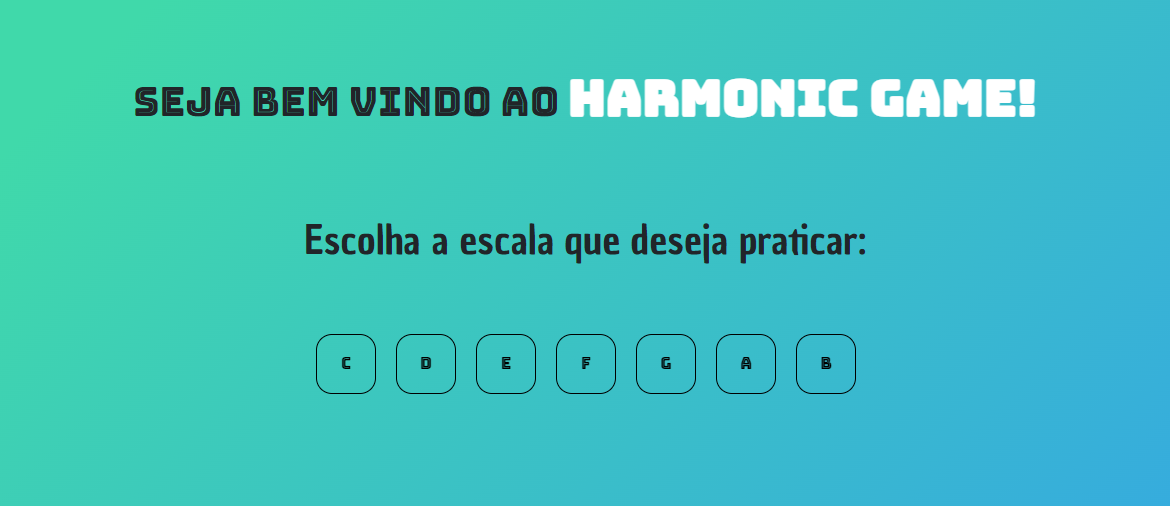 SEJA BEM VINDO AO HARMONIC GAME!
Escolha a escala que deseja praticar:
C D E F G A B